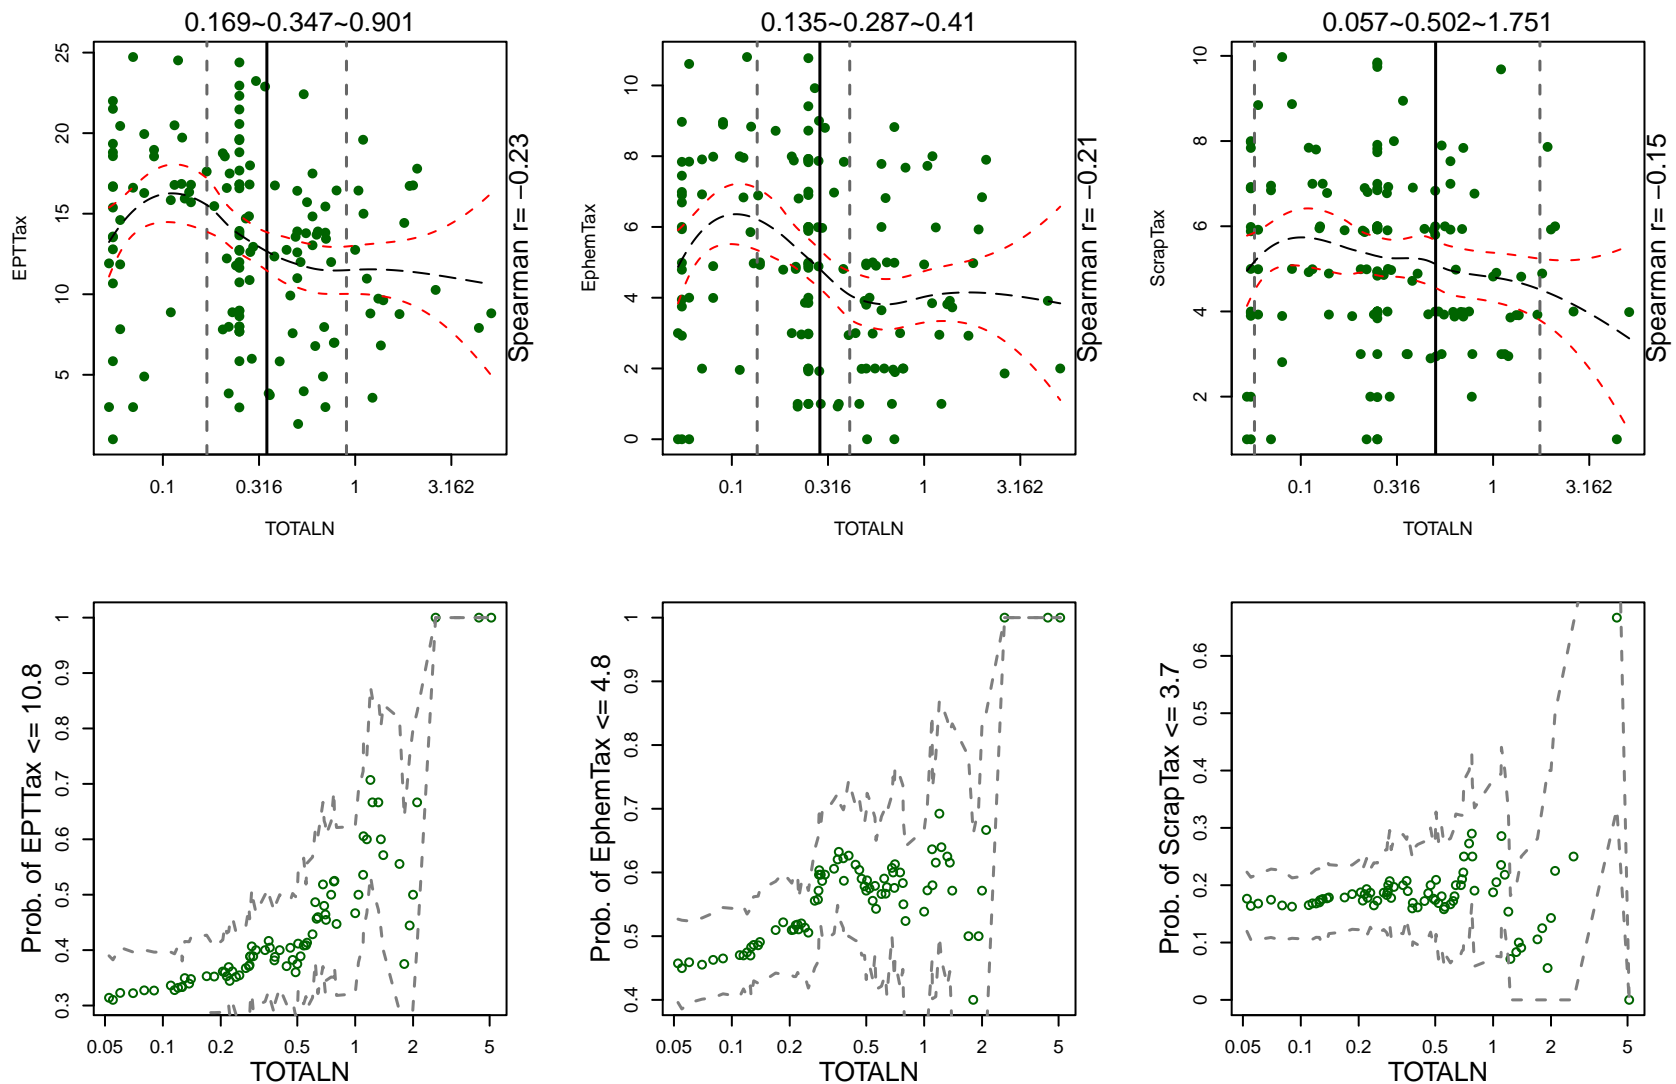 0.169~0.347~0.901
EPTTax
25
20
15
10
5
0.1 0.316 1 3.162
TOTALN
Spearman r= −0.23
0.135~0.287~0.41
EphemTax
10
8
6
4
2
0
0.1 0.316 1 3.162
TOTALN
Spearman r= −0.21
0.057~0.502~1.751
ScrapTax
10
8
6
4
2
0.1 0.316 1 3.162
TOTALN
Spearman r= −0.15
Prob. of EPTTax <= 10.8
1
0.9
0.8
0.7
0.6
0.5
0.4
0.3
0.05 0.1 0.2 0.5 1 2 5
TOTALN
Prob. of EphemTax <= 4.8
1
0.9
0.8
0.7
0.6
0.5
0.4
0.05 0.1 0.2 0.5 1 2 5
TOTALN
Prob. of ScrapTax <= 3.7
0.6
0.5
0.4
0.3
0.2
0.1
0
0.05 0.1 0.2 0.5 1 2 5
TOTALN